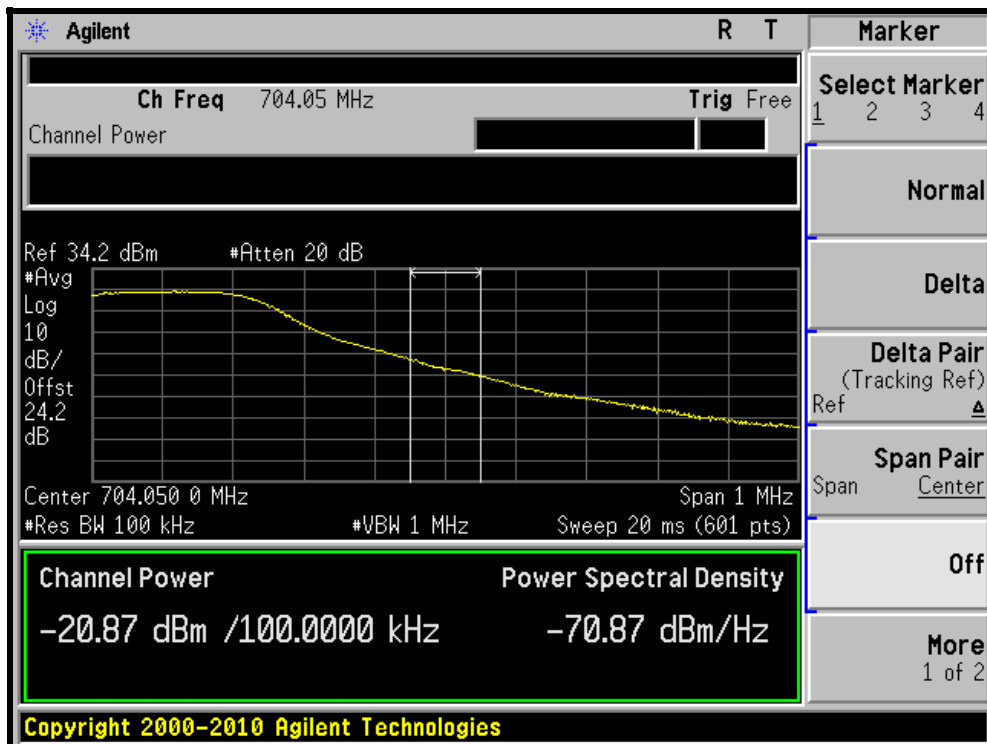 Agilent R T
Marker
Ch Freq 704.05 MHz Trig Free
Channel Power
Ref 34.2 dBm #Atten 20 dB
#Avg
Log
10
dB/
Offst
24.2
dB
Center 704.050 0 MHz Span 1 MHz
#Res BW 100 kHz #VBW 1 MHz Sweep 20 ms (601 pts)
Channel Power Power Spectral Density
-20.87 dBm /100.0000 kHz -70.87 dBm/Hz
Copyright 2000-2010 Agilent Technologies
Select Marker
1 2 3 4
Normal
Delta
Delta Pair
(Tracking Ref)
Ref Δ
Span Pair
Span Center
Off
More
1 of 2